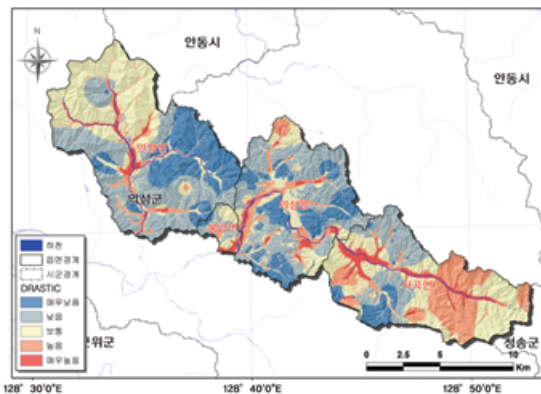 안동시
N
안동시
안평면
의성군
의성읍
봉양면
사곡면
하천
읍면경계
시군경계
DRASTIC
매우낮음
낮음
보통
높음
매우높음
위군
청송군
0 2.5 5 10
Km
128° 30'0"E
128° 40'0"E
128° 50'0"E